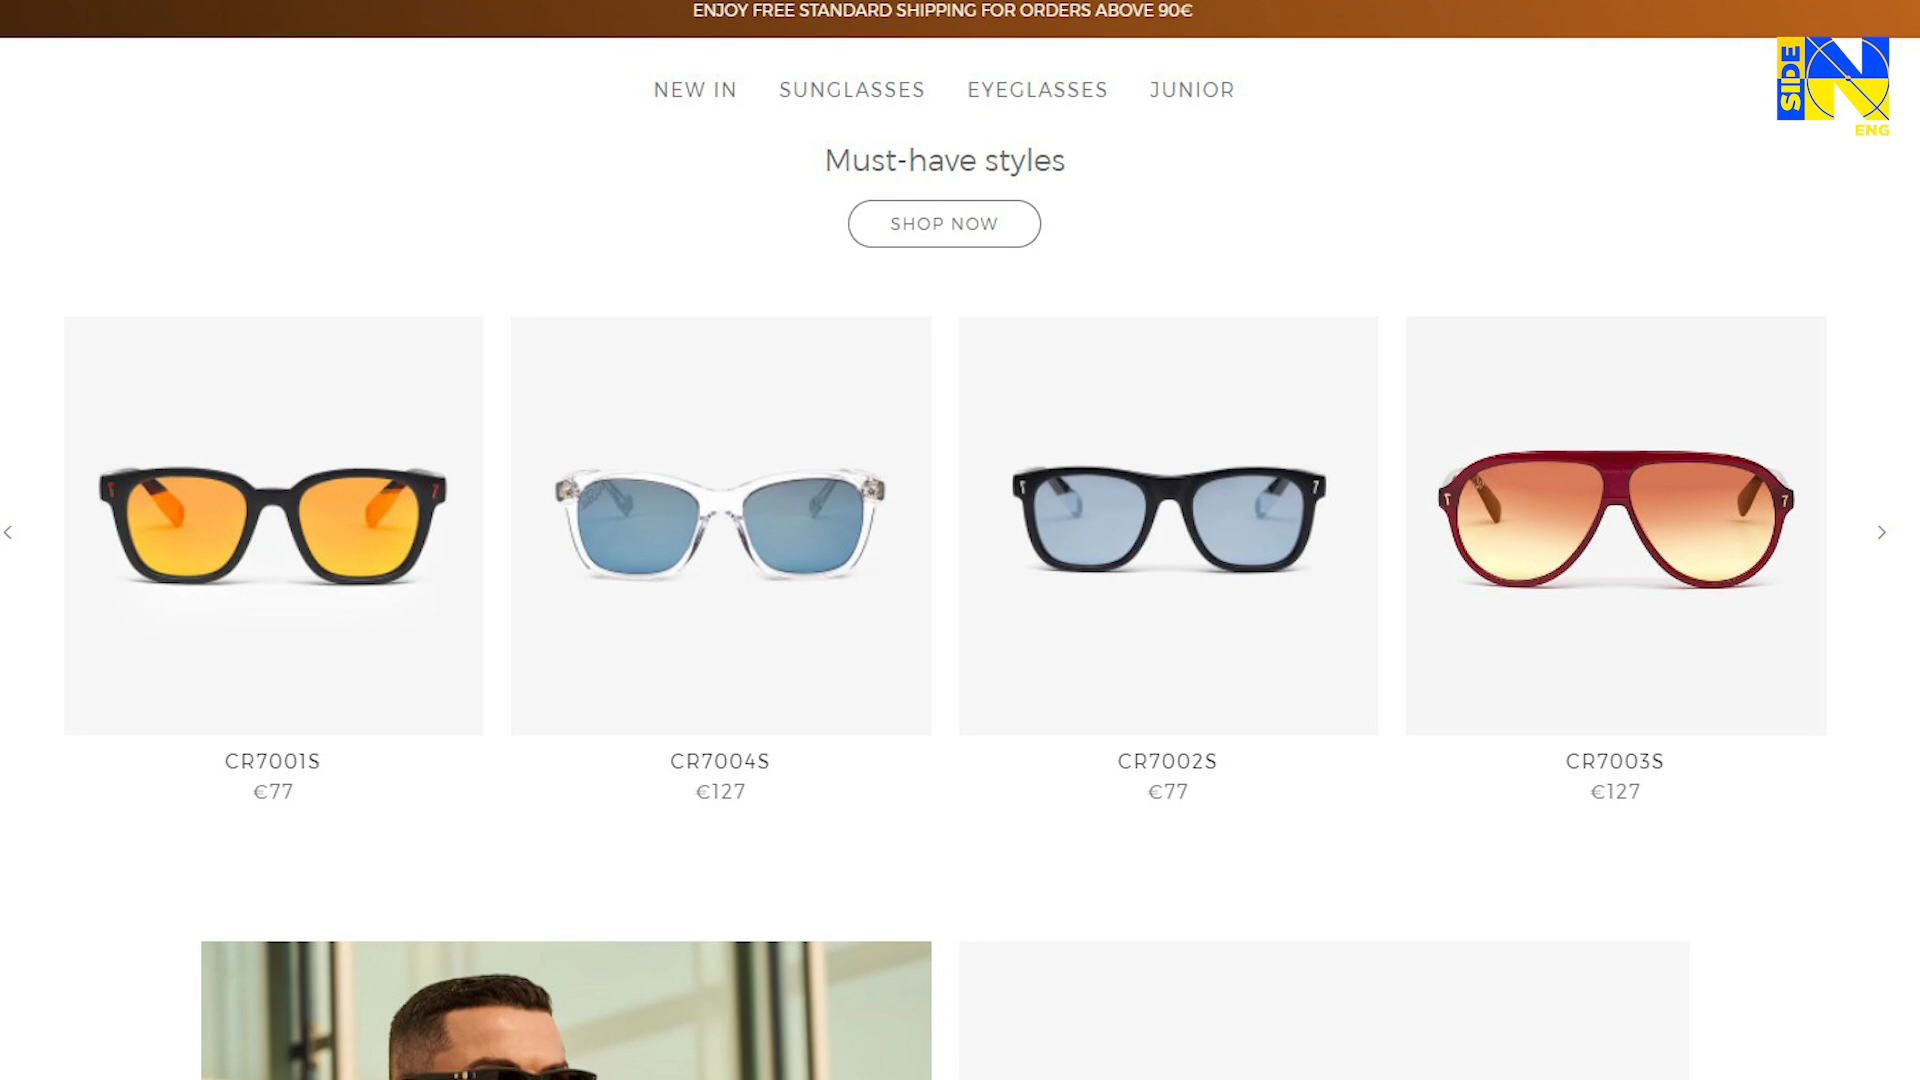 ENJOY FREE STANDARD SHIPPING FOR ORDERS ABOVE 90€
SIDE
N
ENG
NEW IN SUNGLASSES EYEGLASSES JUNIOR
Must-have styles
SHOP NOW
CR7001S
€77
CR7004S
€127
CR7002S
€77
CR7003S
€127